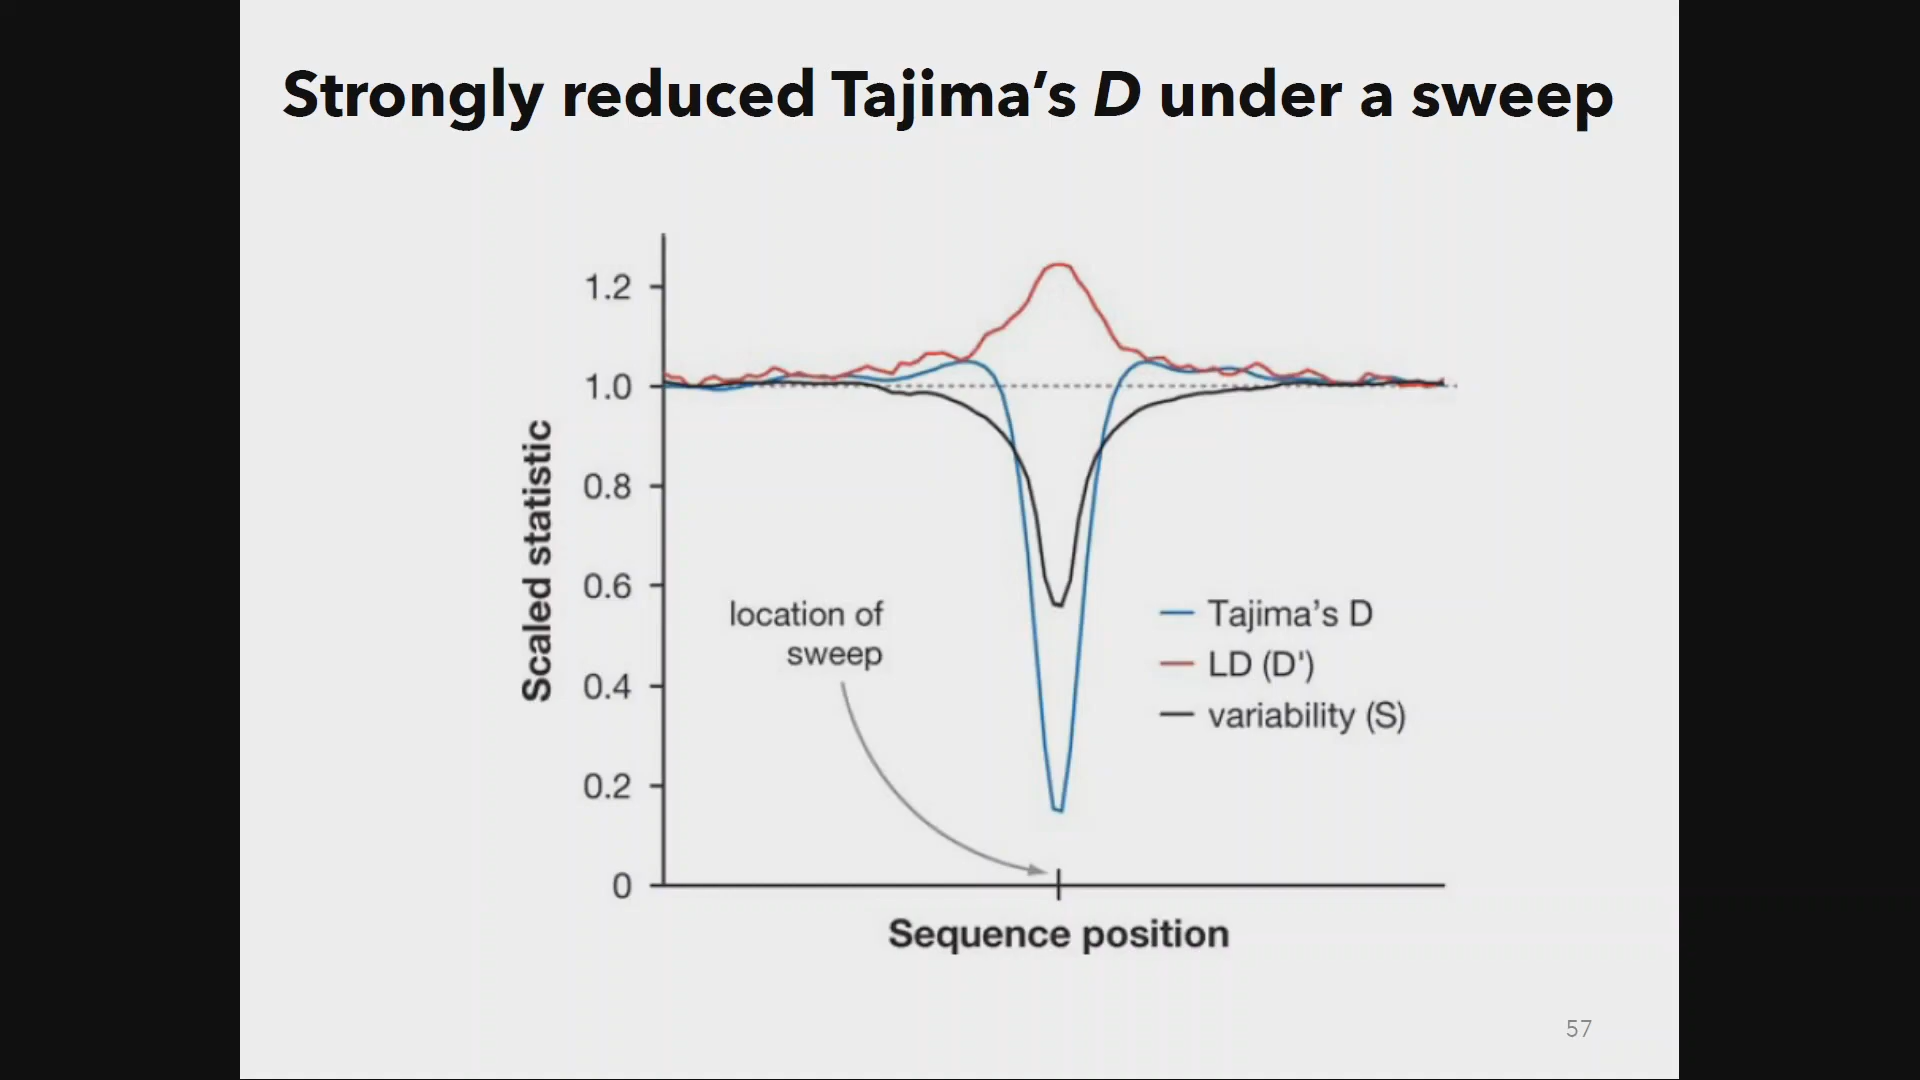 Strongly reduced Tajima’s D under a sweep
1.2
1.0
0.8
0.6
0.4
0.2
0
Scaled statistic
location of
sweep
Tajima’s D
LD (D')
variability (S)
Sequence position
57